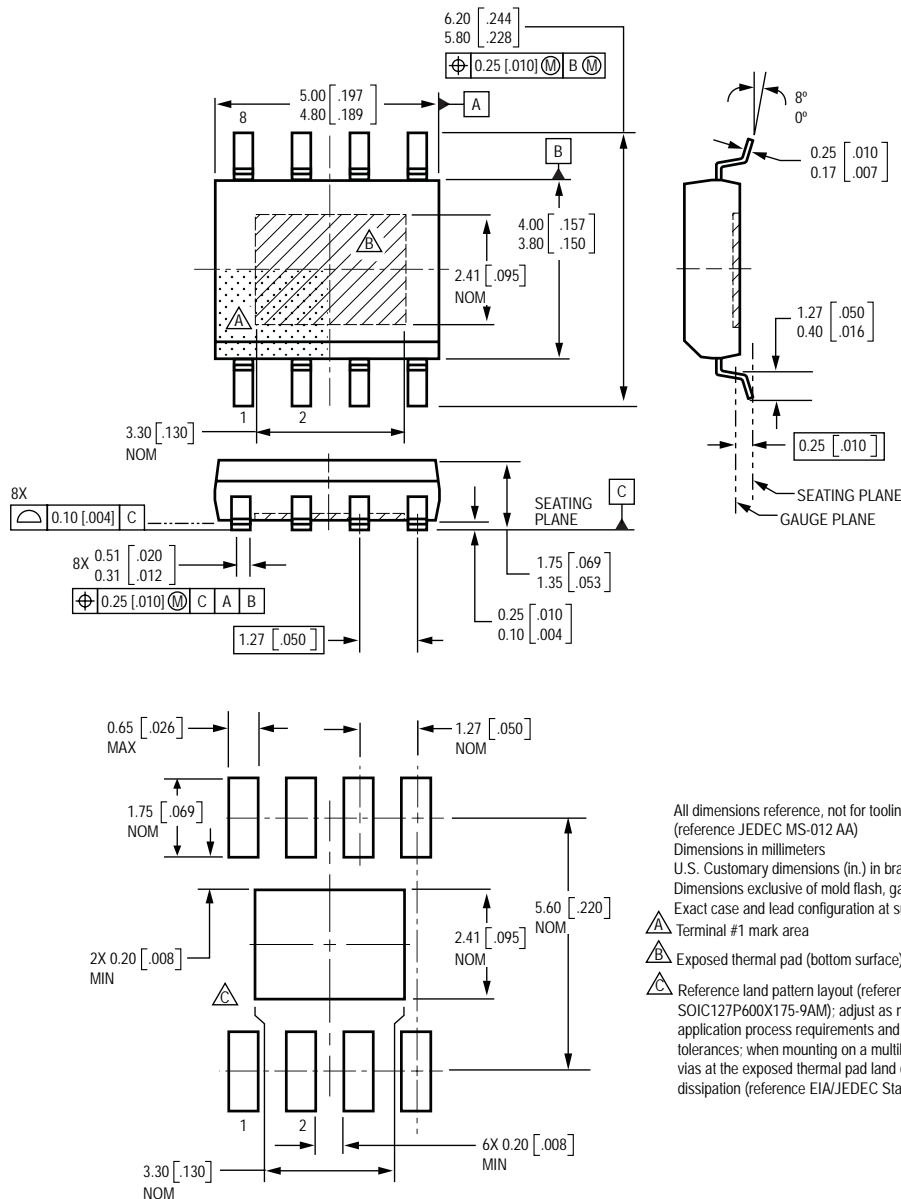 6.20 [.244
5.80 [.228]
⌖ 0.25 [.010] Ⓜ B Ⓜ
5.00 [.197
4.80 [.189]
A
8
B
8º
0º
0.25 [.010
0.17 [.007]
B
4.00 [.157
3.80 [.150]
2.41 [.095]
NOM
A
1.27 [.050
0.40 [.016]
1
2
3.30 [.130]
NOM
0.25 [.010]
8X
⌓ 0.10 [.004] C
SEATING
PLANE
C
SEATING PLANE
GAUGE PLANE
8X 0.51 [.020
0.31 [.012]
⌖ 0.25 [.010] Ⓜ C A B
1.75 [.069
1.35 [.053]
0.25 [.010
0.10 [.004]
1.27 [.050]
0.65 [.026]
MAX
1.27 [.050]
NOM
1.75 [.069]
NOM
5.60 [.220]
NOM
2.41 [.095]
NOM
2X 0.20 [.008]
MIN
C
1
2
6X 0.20 [.008]
MIN
3.30 [.130]
NOM
All dimensions reference, not for toolin
(reference JEDEC MS-012 AA)
Dimensions in millimeters
U.S. Customary dimensions (in.) in bra
Dimensions exclusive of mold flash, ga
Exact case and lead configuration at su
A Terminal #1 mark area
B Exposed thermal pad (bottom surface)
C Reference land pattern layout (referen
SOIC127P600X175-9AM); adjust as n
application process requirements and
tolerances; when mounting on a multil
vias at the exposed thermal pad land c
dissipation (reference EIA/JEDEC Sta